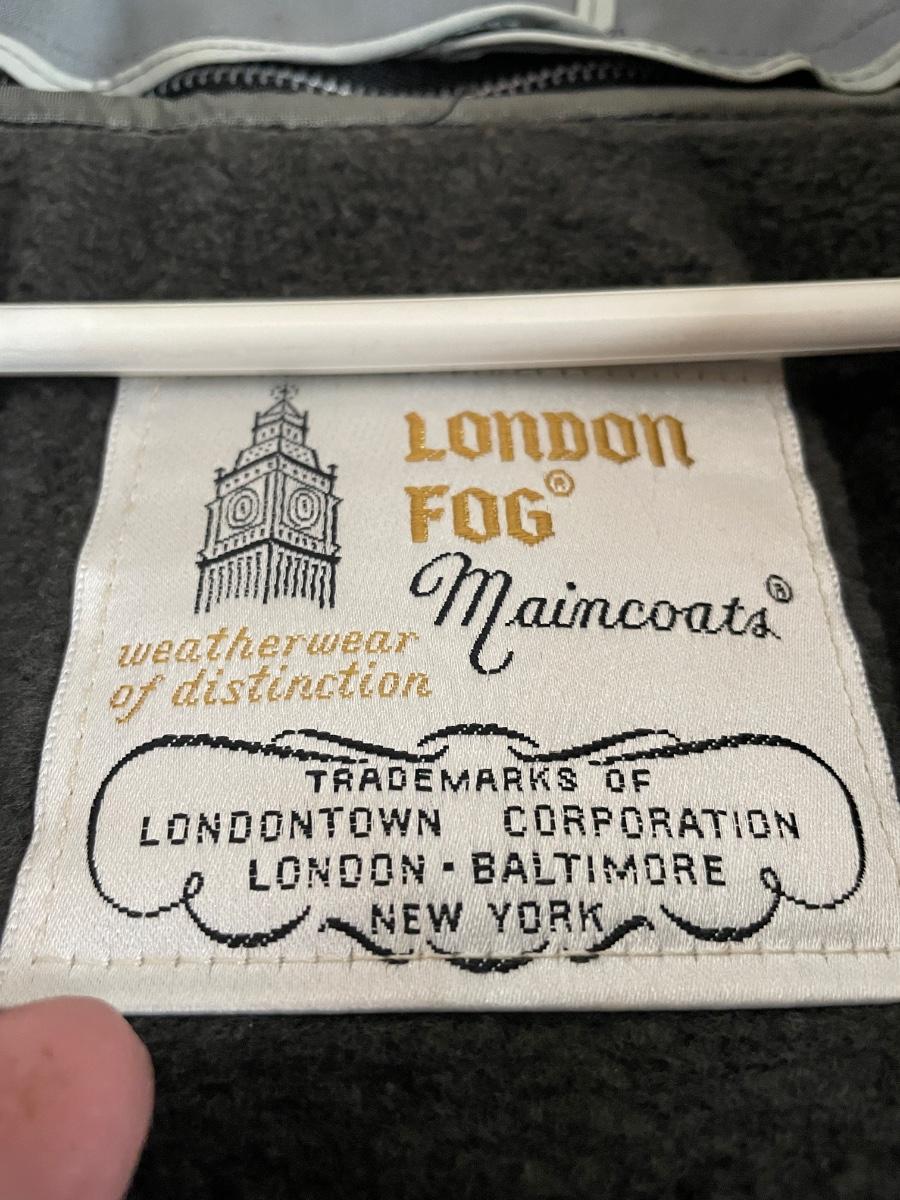 LONDON
FOG®
Maincoats®
weatherwear
of distinction
TRADEMARKS OF
LONDONTOWN CORPORATION
LONDON · BALTIMORE
NEW YORK